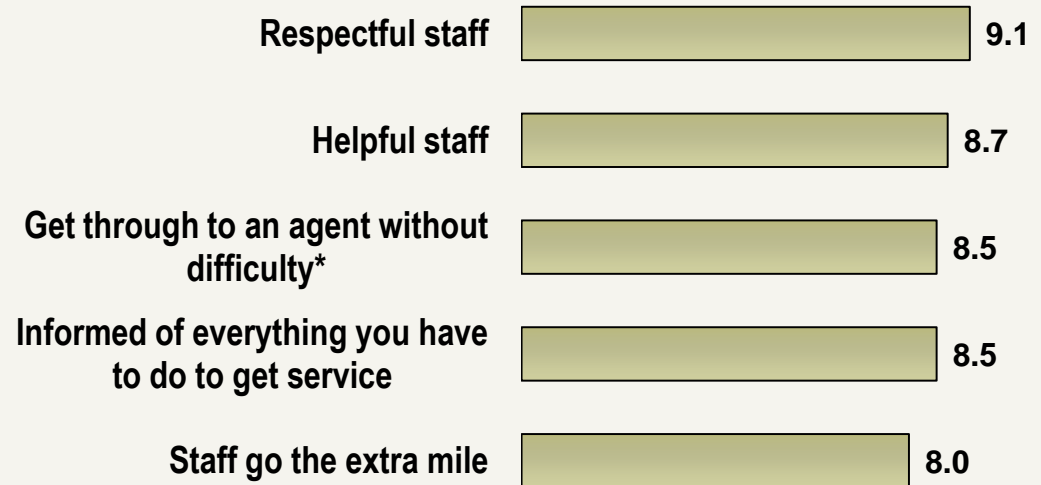 Respectful staff 9.1
Helpful staff 8.7
Get through to an agent without
difficulty* 8.5
Informed of everything you have
to do to get service 8.5
Staff go the extra mile 8.0